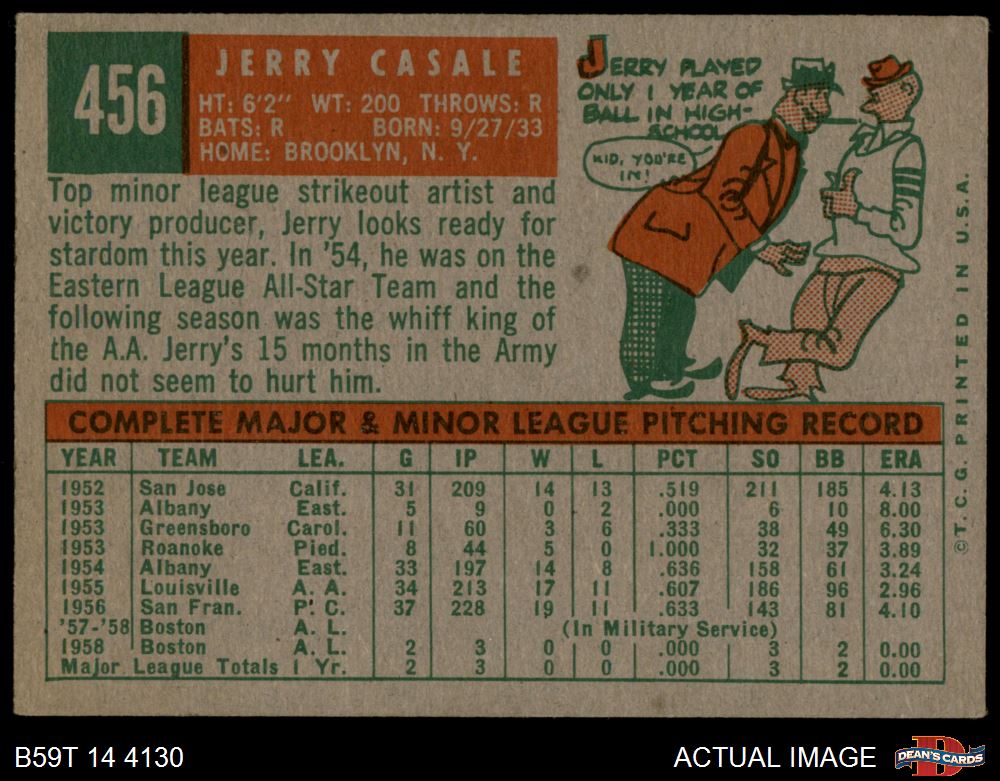 456
JERRY CASALE
HT: 6'2" WT: 200 THROWS: R
BATS: R BORN: 9/27/33
HOME: BROOKLYN, N. Y.
Top minor league strikeout artist and
victory producer, Jerry looks ready for
stardom this year. In '54, he was on the
Eastern League All-Star Team and the
following season was the whiff king of
the A.A. Jerry's 15 months in the Army
did not seem to hurt him.
JERRY PLAYED
ONLY 1 YEAR OF
BALL IN HIGH-
SCHOOL
KID, YOU'RE
IN!
COMPLETE MAJOR & MINOR LEAGUE PITCHING RECORD
YEAR TEAM LEA. G IP W L PCT SO BB ERA
1952 San Jose Calif. 31 209 14 13 .519 211 185 4.13
1953 Albany East. 5 9 0 2 .000 6 10 8.00
1953 Greensboro Carol. 11 60 3 6 .333 38 49 6.30
1953 Roanoke Pied. 8 44 5 0 1.000 32 37 3.89
1954 Albany East. 33 197 14 8 .636 158 61 3.24
1955 Louisville A. A. 34 213 17 11 .607 186 96 2.96
1956 San Fran. P. C. 37 228 19 11 .633 143 81 4.10
'57-'58 Boston A. L. (In Military Service)
1958 Boston A. L. 2 3 0 0 .000 3 2 0.00
Major League Totals 1 Yr. 2 3 0 0 .000 3 2 0.00
©T. C. G. PRINTED IN U.S.A.
B59T 14 4130
ACTUAL IMAGE
D
DEAN'S CARDS